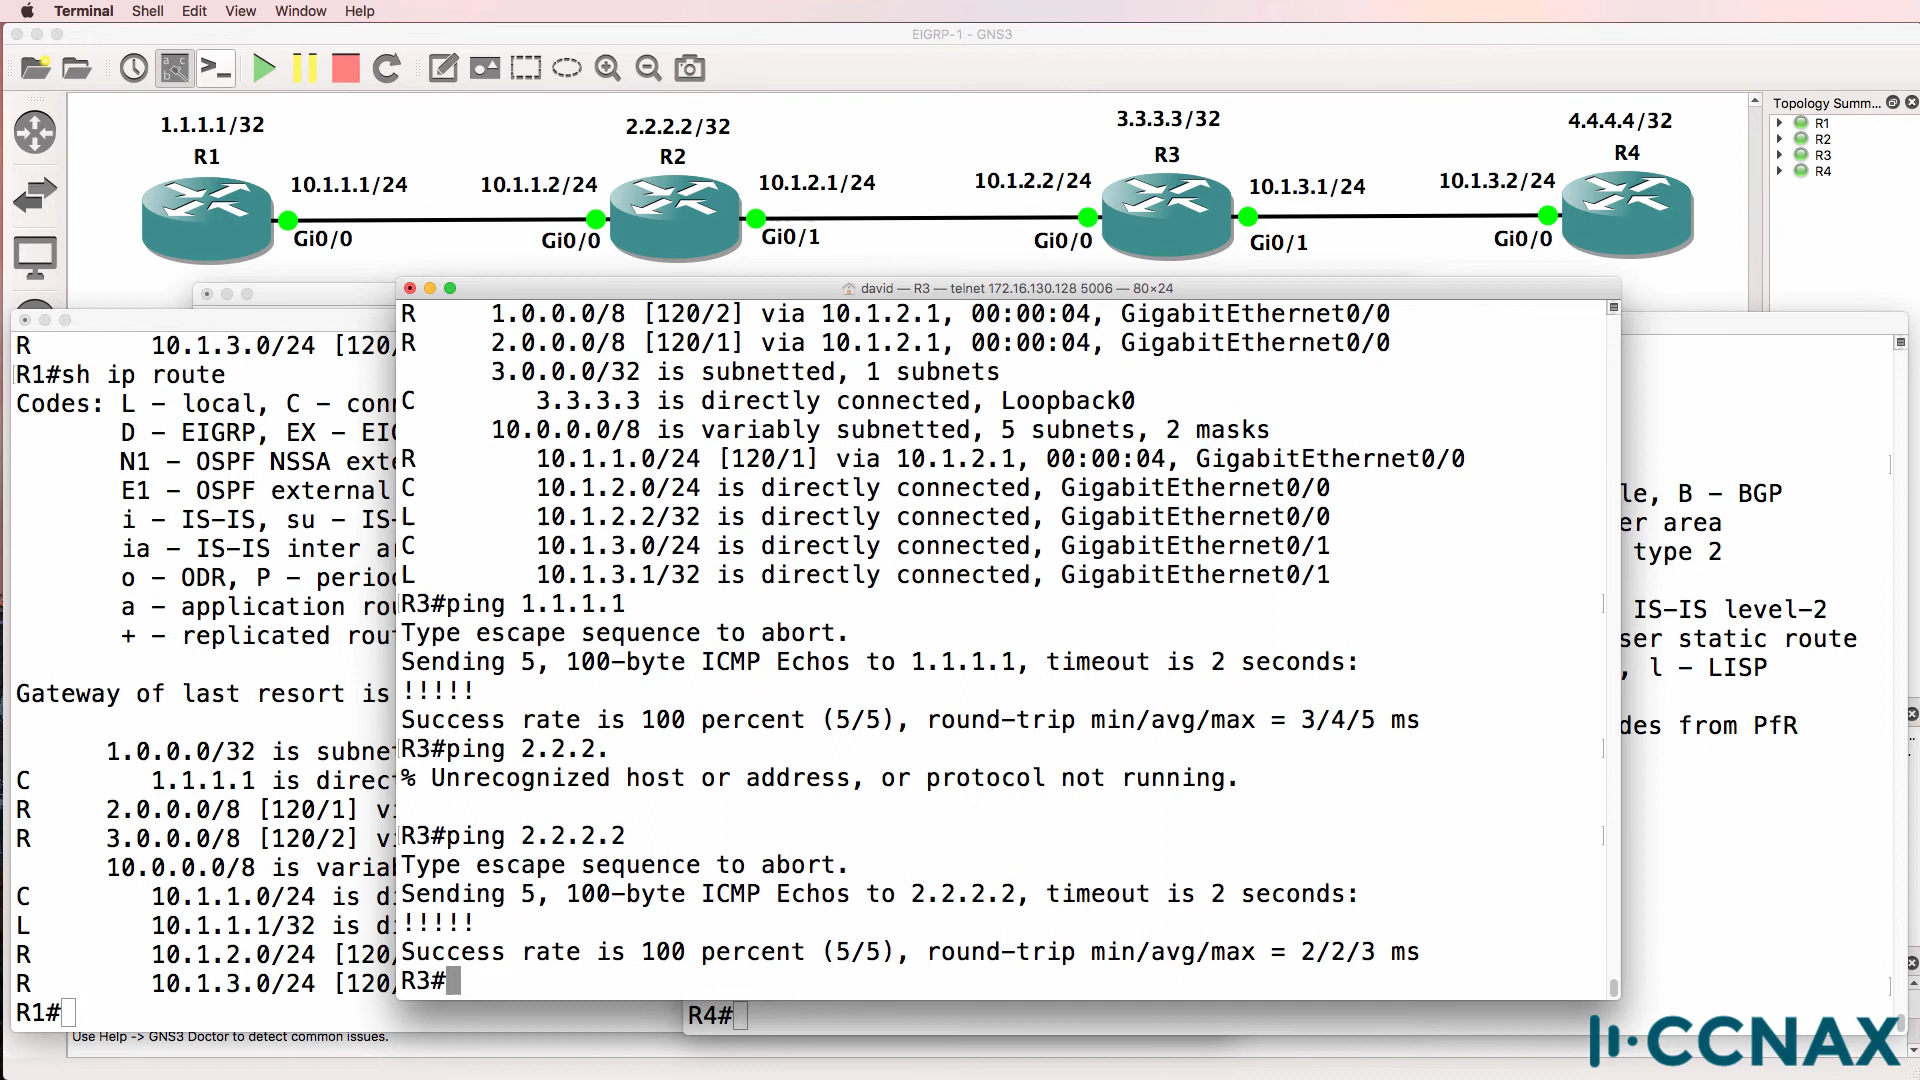 Terminal Shell Edit View Window Help
EIGRP-1 - GNS3
1.1.1.1/32
2.2.2.2/32
3.3.3.3/32
4.4.4.4/32
R1
R2
R3
R4
10.1.1.1/24
10.1.1.2/24
10.1.2.1/24
10.1.2.2/24
10.1.3.1/24
10.1.3.2/24
Gi0/0
Gi0/0
Gi0/1
Gi0/0
Gi0/1
Gi0/0
Topology Summ...
R1
R2
R3
R4
david — R3 — telnet 172.16.130.128 5006 — 80×24
R 1.0.0.0/8 [120/2] via 10.1.2.1, 00:00:04, GigabitEthernet0/0
R 2.0.0.0/8 [120/1] via 10.1.2.1, 00:00:04, GigabitEthernet0/0
3.0.0.0/32 is subnetted, 1 subnets
C 3.3.3.3 is directly connected, Loopback0
10.0.0.0/8 is variably subnetted, 5 subnets, 2 masks
R 10.1.1.0/24 [120/1] via 10.1.2.1, 00:00:04, GigabitEthernet0/0
C 10.1.2.0/24 is directly connected, GigabitEthernet0/0
L 10.1.2.2/32 is directly connected, GigabitEthernet0/0
C 10.1.3.0/24 is directly connected, GigabitEthernet0/1
L 10.1.3.1/32 is directly connected, GigabitEthernet0/1
R3#ping 1.1.1.1
Type escape sequence to abort.
Sending 5, 100-byte ICMP Echos to 1.1.1.1, timeout is 2 seconds:
!!!!!
Success rate is 100 percent (5/5), round-trip min/avg/max = 3/4/5 ms
R3#ping 2.2.2.
% Unrecognized host or address, or protocol not running.
R3#ping 2.2.2.2
Type escape sequence to abort.
Sending 5, 100-byte ICMP Echos to 2.2.2.2, timeout is 2 seconds:
!!!!!
Success rate is 100 percent (5/5), round-trip min/avg/max = 2/2/3 ms
R3#
R 10.1.3.0/24 [120/
R1#sh ip route
Codes: L - local, C - con
D - EIGRP, EX - EI
N1 - OSPF NSSA ext
E1 - OSPF external
i - IS-IS, su - IS
ia - IS-IS inter a
o - ODR, P - perio
a - application ro
+ - replicated rou
Gateway of last resort is
1.0.0.0/32 is subne
C 1.1.1.1 is direc
R 2.0.0.0/8 [120/1] v
R 3.0.0.0/8 [120/2] v
10.0.0.0/8 is varia
C 10.1.1.0/24 is d
L 10.1.1.1/32 is d
R 10.1.2.0/24 [120
R 10.1.3.0/24 [120
R1#
le, B - BGP
er area
type 2
IS-IS level-2
ser static route
, l - LISP
des from PfR
R4#
Use Help -> GNS3 Doctor to detect common issues.
CCNAX